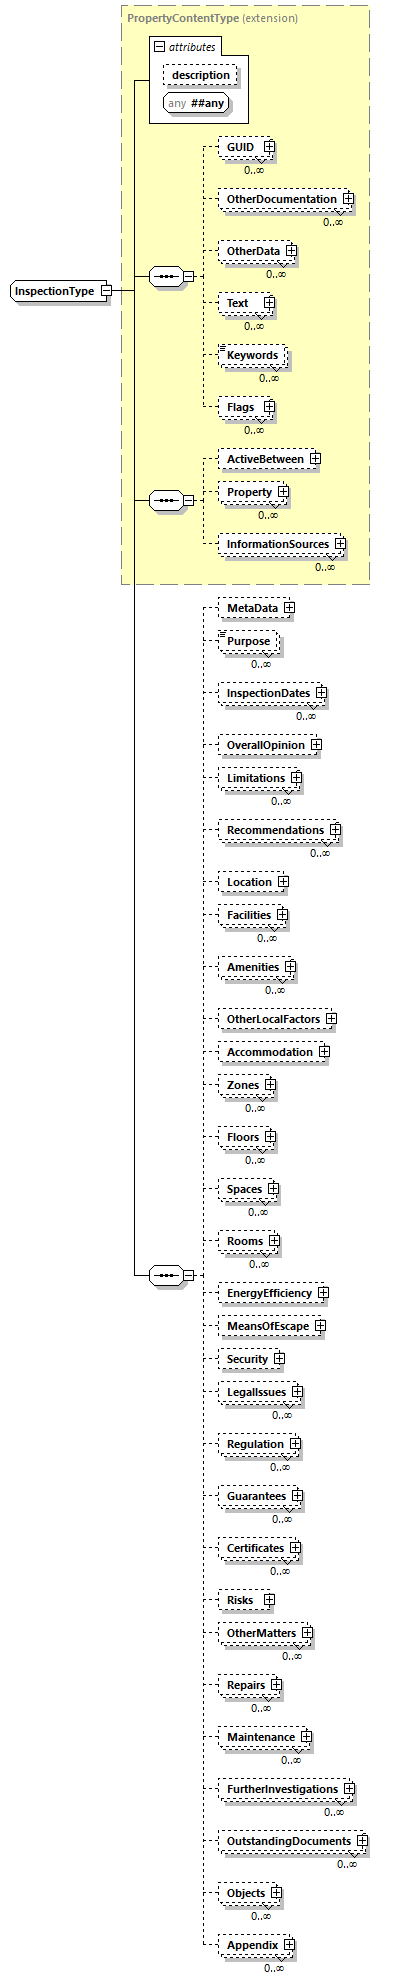 PropertyContentType (extension)
attributes
description
any ##any
GUID
0..∞
OtherDocumentation
0..∞
OtherData
0..∞
InspectionType
Text
0..∞
Keywords
0..∞
Flags
0..∞
ActiveBetween
Property
0..∞
InformationSources
0..∞
MetaData
Purpose
0..∞
InspectionDates
0..∞
OverallOpinion
Limitations
0..∞
Recommendations
0..∞
Location
Facilities
0..∞
Amenities
0..∞
OtherLocalFactors
Accommodation
Zones
0..∞
Floors
0..∞
Spaces
0..∞
Rooms
0..∞
EnergyEfficiency
MeansOfEscape
Security
LegalIssues
0..∞
Regulation
0..∞
Guarantees
0..∞
Certificates
0..∞
Risks
OtherMatters
0..∞
Repairs
0..∞
Maintenance
0..∞
FurtherInvestigations
0..∞
OutstandingDocuments
0..∞
Objects
0..∞
Appendix
0..∞